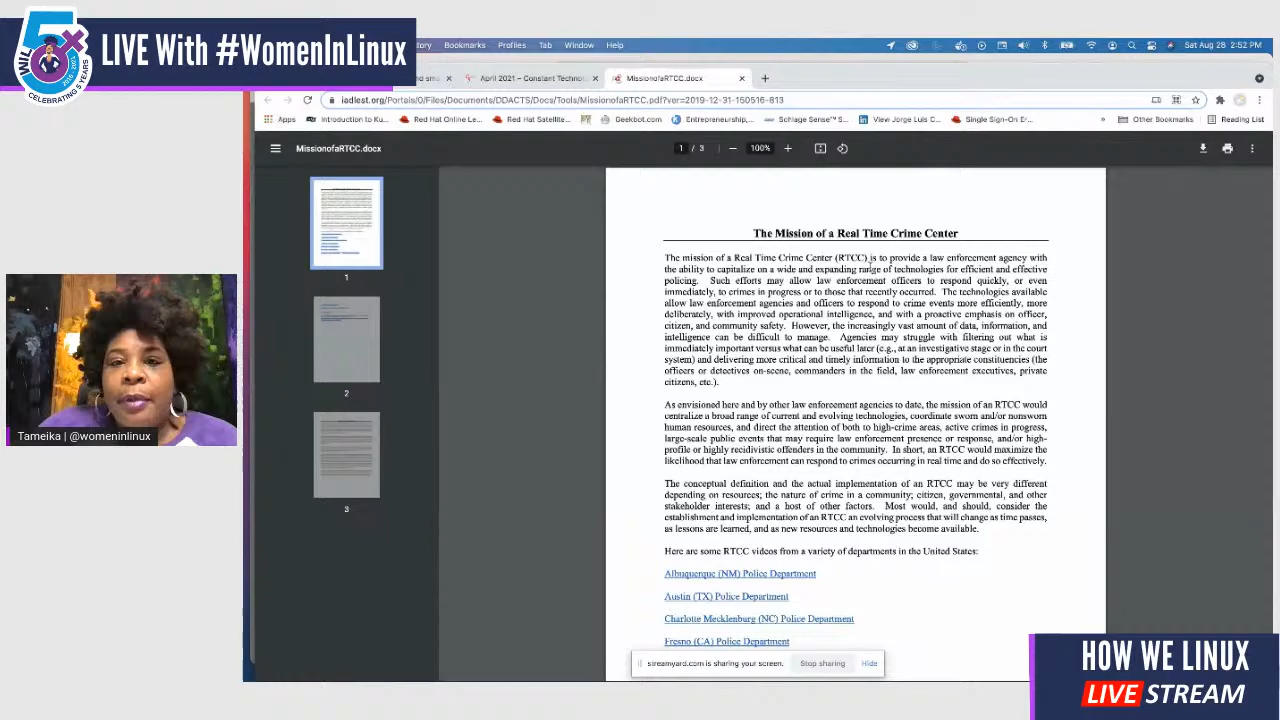 5x
WIL
2016-2021
CELEBRATING 5 YEARS
LIVE With #WomenInLinux
tory Bookmarks Profiles Tab Window Help
Sat Aug 28 2:52 PM
April 2021 – Constant Technol
MissionofaRTCC.docx
iadlest.org/Portals/0/Files/Documents/DDACTS/Docs/Tools/MissionofaRTCC.pdf?ver=2019-12-31-150516-813
Apps Introduction to Ku... Red Hat Online Le... Red Hat Satellite... Geekbot.com Entrepreneurship,... Schlage Sense™ S... View Jorge Luis C... Single Sign-On Er... » Other Bookmarks Reading List
MissionofaRTCC.docx
1 / 3
100%
1
2
3
The Mission of a Real Time Crime Center
The mission of a Real Time Crime Center (RTCC) is to provide a law enforcement agency with
the ability to capitalize on a wide and expanding range of technologies for efficient and effective
policing. Such efforts may allow law enforcement officers to respond quickly, or even
immediately, to crimes in progress or to those that recently occurred. The technologies available
allow law enforcement agencies and officers to respond to crime events more efficiently, more
deliberately, with improved operational intelligence, and with a proactive emphasis on officer,
citizen, and community safety. However, the increasingly vast amount of data, information, and
intelligence can be difficult to manage. Agencies may struggle with filtering out what is
immediately important versus what can be useful later (e.g., at an investigative stage or in the court
system) and delivering more critical and timely information to the appropriate constituencies (the
officers or detectives on-scene, commanders in the field, law enforcement executives, private
citizens, etc.).
As envisioned here and by other law enforcement agencies to date, the mission of an RTCC would
centralize a broad range of current and evolving technologies, coordinate sworn and/or nonsworn
human resources, and direct the attention of both to high-crime areas, active crimes in progress,
large-scale public events that may require law enforcement presence or response, and/or high-
profile or highly recidivistic offenders in the community. In short, an RTCC would maximize the
likelihood that law enforcement can respond to crimes occurring in real time and do so effectively.
The conceptual definition and the actual implementation of an RTCC may be very different
depending on resources; the nature of crime in a community; citizen, governmental, and other
stakeholder interests; and a host of other factors. Most would, and should, consider the
establishment and implementation of an RTCC an evolving process that will change as time passes,
as lessons are learned, and as new resources and technologies become available.
Here are some RTCC videos from a variety of departments in the United States:
Albuquerque (NM) Police Department
Austin (TX) Police Department
Charlotte Mecklenburg (NC) Police Department
Fresno (CA) Police Department
streamyard.com is sharing your screen. Stop sharing Hide
Tameika | @womeninlinux
HOW WE LINUX
LIVE STREAM